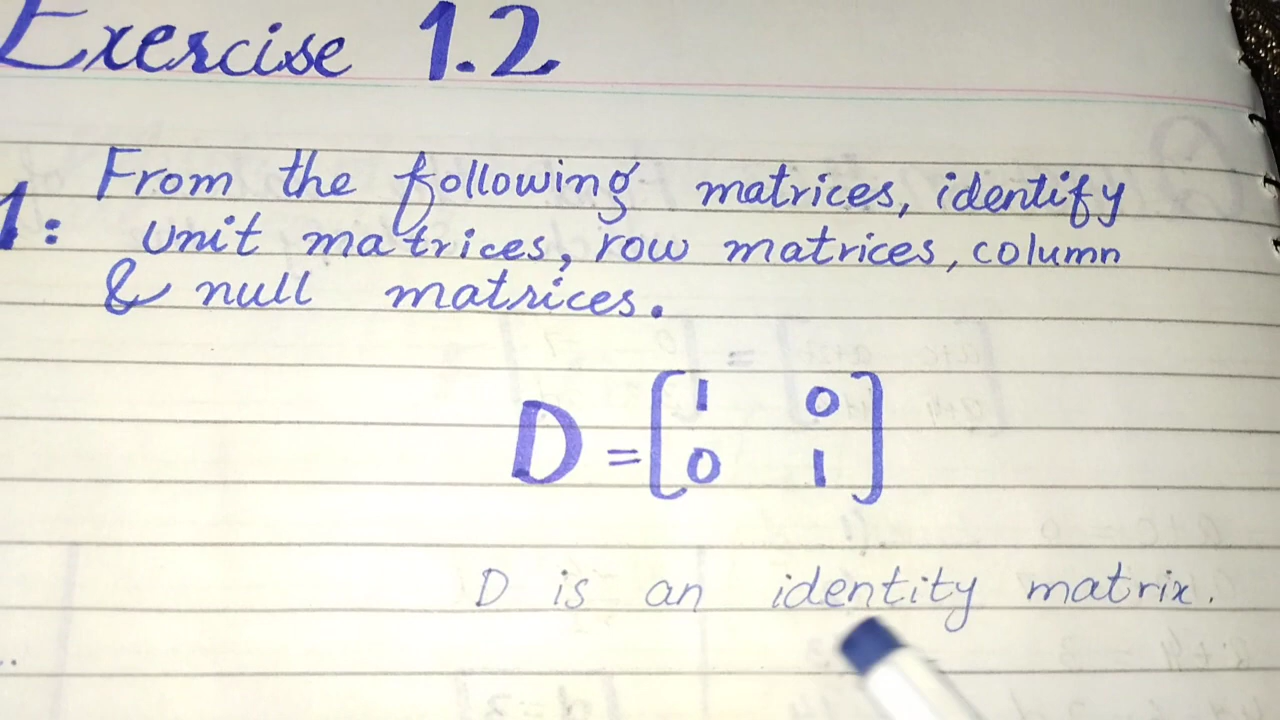 Exercise 1.2
1: From the following matrices, identify
unit matrices, row matrices, column
& null matrices.
D = [ 1 0
0 1 ]
D is an identity matrix.